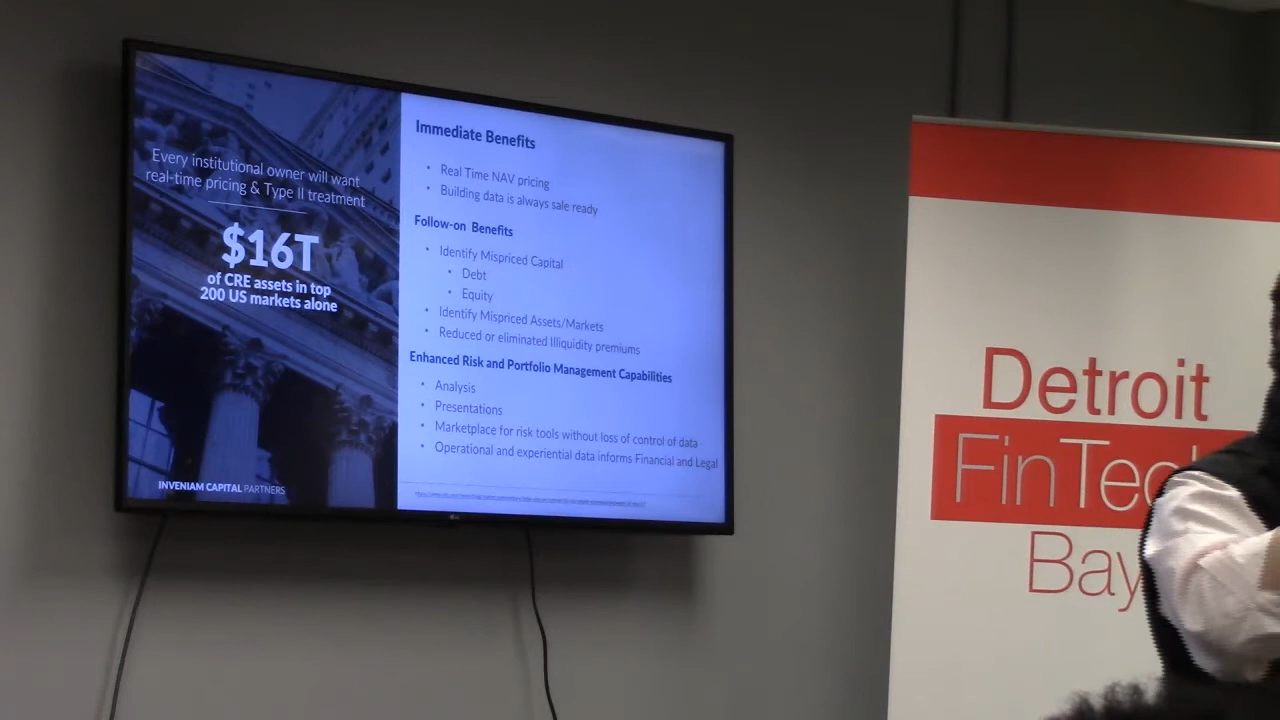 Every institutional owner will want
real-time pricing & Type II treatment
$16T
of CRE assets in top
200 US markets alone
INVENIAM CAPITAL PARTNERS
Immediate Benefits
• Real Time NAV pricing
• Building data is always sale ready
Follow-on Benefits
• Identify Mispriced Capital
• Debt
• Equity
• Identify Mispriced Assets/Markets
• Reduced or eliminated Illiquidity premiums
Enhanced Risk and Portfolio Management Capabilities
• Analysis
• Presentations
• Marketplace for risk tools without loss of control of data
• Operational and experiential data informs Financial and Legal
Detroit
FinTec
Bay